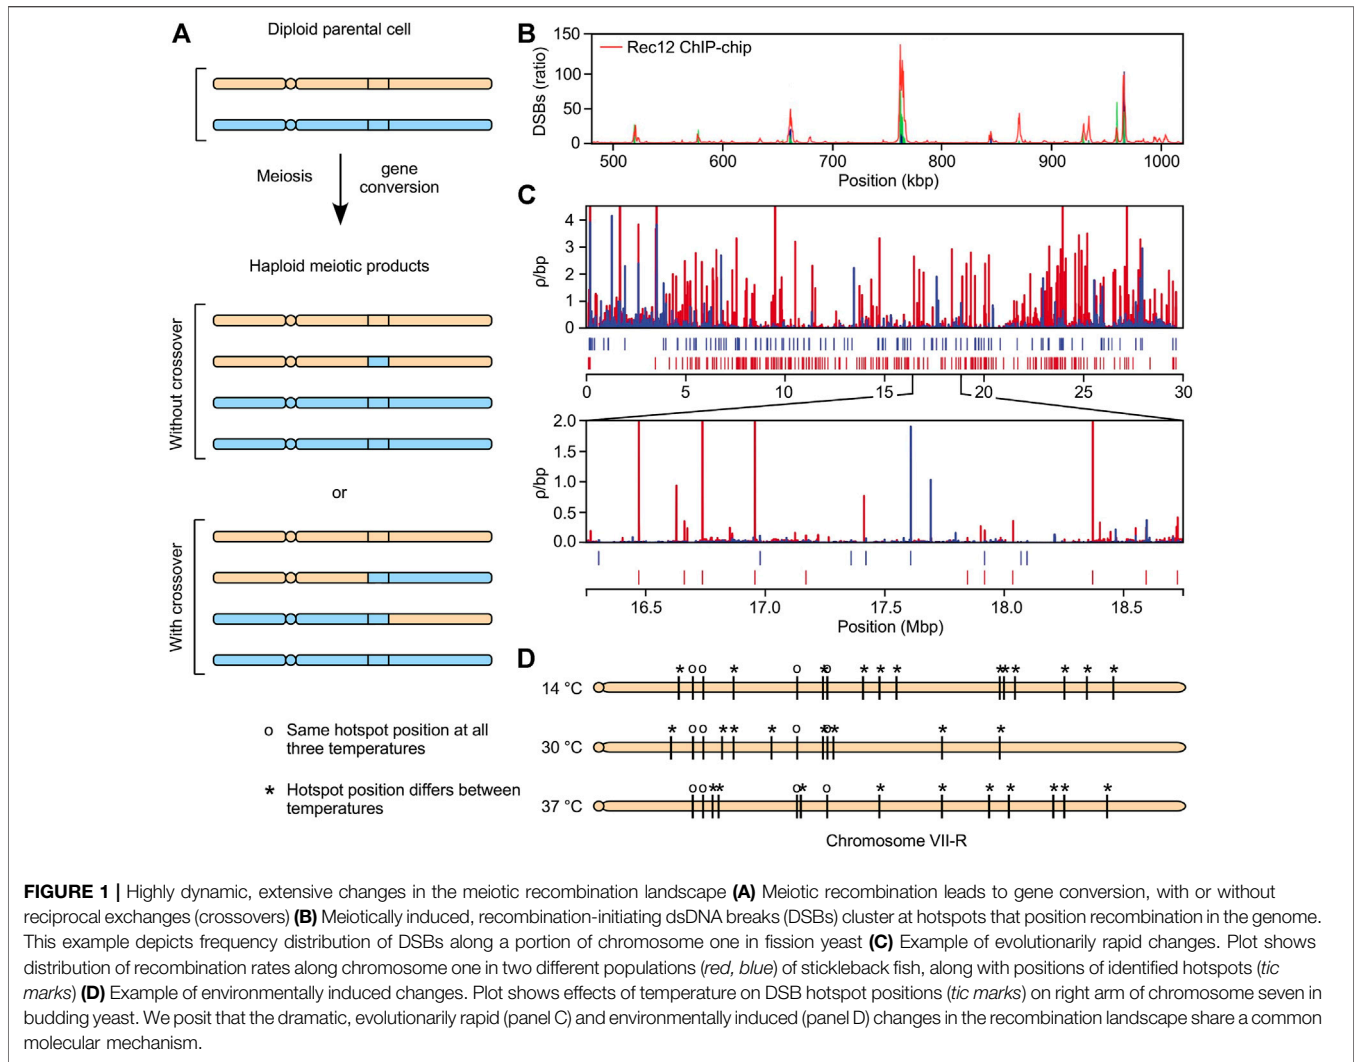 A
Diploid parental cell
Meiosis
gene
conversion
Haploid meiotic products
Without crossover
or
With crossover
o Same hotspot position at all
three temperatures
* Hotspot position differs between
temperatures
B
Rec12 ChIP-chip
DSBs (ratio)
150
100
50
0
500 600 700 800 900 1000
Position (kbp)
C
ρ/bp
4
3
2
1
0
0 5 10 15 20 25 30
ρ/bp
2.0
1.5
1.0
0.5
0.0
16.5 17.0 17.5 18.0 18.5
Position (Mbp)
D
* o o * o * o * * * * * * * * *
14 °C
* o o * * * o * o * * *
30 °C
o o * * o * o * * * * * * *
37 °C
Chromosome VII-R
FIGURE 1 | Highly dynamic, extensive changes in the meiotic recombination landscape (A) Meiotic recombination leads to gene conversion, with or without
reciprocal exchanges (crossovers) (B) Meiotically induced, recombination-initiating dsDNA breaks (DSBs) cluster at hotspots that position recombination in the genome.
This example depicts frequency distribution of DSBs along a portion of chromosome one in fission yeast (C) Example of evolutionarily rapid changes. Plot shows
distribution of recombination rates along chromosome one in two different populations (red, blue) of stickleback fish, along with positions of identified hotspots (tic
marks) (D) Example of environmentally induced changes. Plot shows effects of temperature on DSB hotspot positions (tic marks) on right arm of chromosome seven in
budding yeast. We posit that the dramatic, evolutionarily rapid (panel C) and environmentally induced (panel D) changes in the recombination landscape share a common
molecular mechanism.